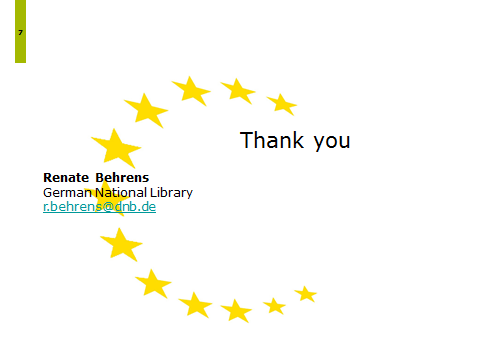 7
Thank you
Renate Behrens
German National Library
r.behrens@dnb.de